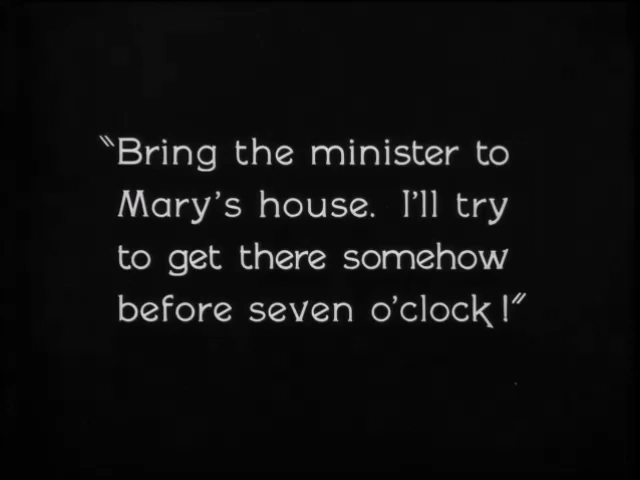 "Bring the minister to
Mary's house. I'll try
to get there somehow
before seven o'clock!"